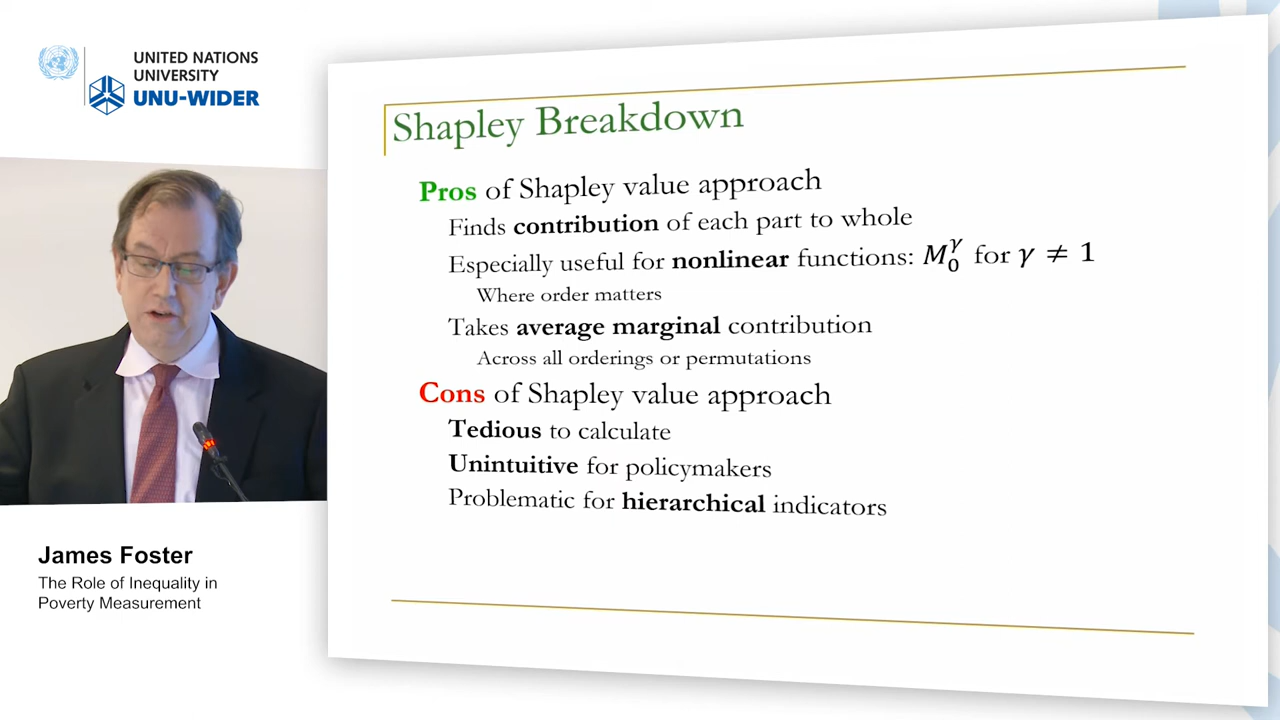 UNITED NATIONS
UNIVERSITY
UNU-WIDER
Shapley Breakdown
Pros of Shapley value approach
Finds contribution of each part to whole
Especially useful for nonlinear functions: M₀^γ for γ ≠ 1
Where order matters
Takes average marginal contribution
Across all orderings or permutations
Cons of Shapley value approach
Tedious to calculate
Unintuitive for policymakers
Problematic for hierarchical indicators
James Foster
The Role of Inequality in
Poverty Measurement